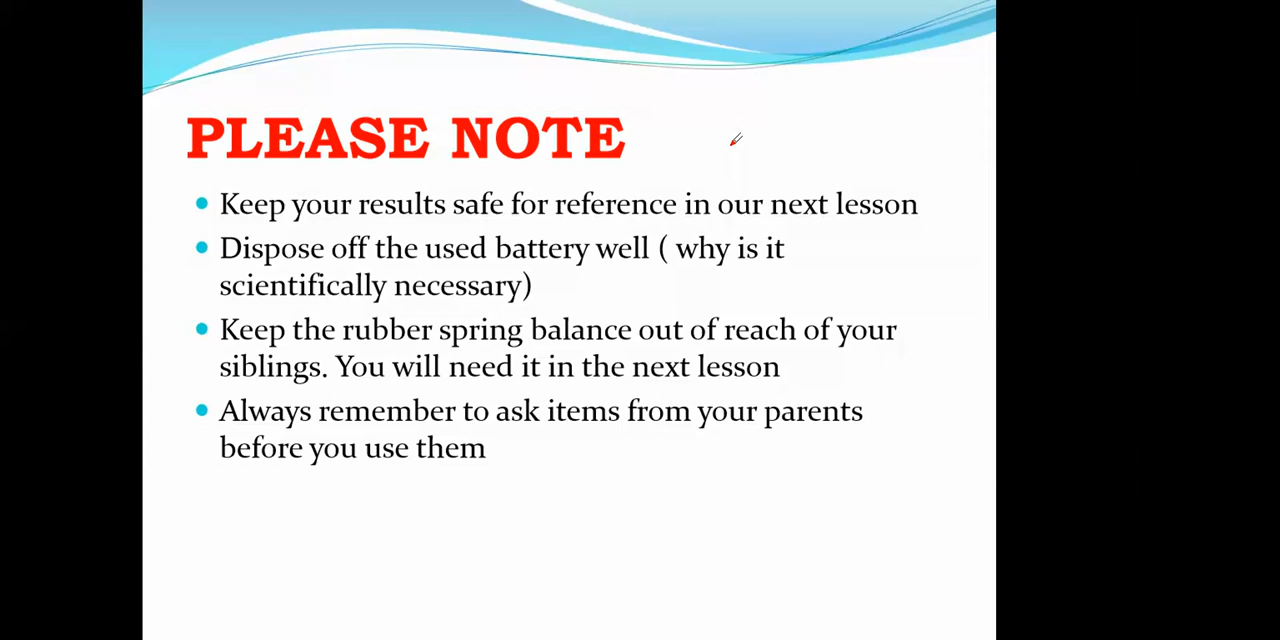 PLEASE NOTE
Keep your results safe for reference in our next lesson
Dispose off the used battery well ( why is it
scientifically necessary)
Keep the rubber spring balance out of reach of your
siblings. You will need it in the next lesson
Always remember to ask items from your parents
before you use them